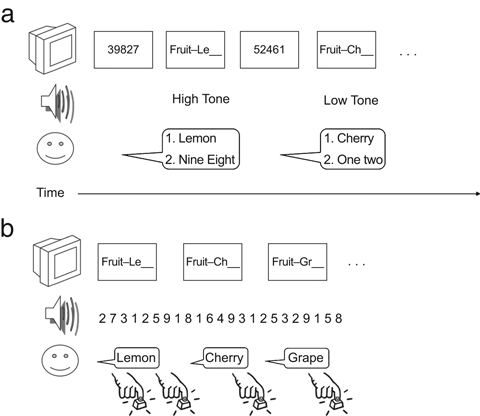 a
39827
Fruit–Le__
52461
Fruit–Ch__
. . .
High Tone
Low Tone
1. Lemon
2. Nine Eight
1. Cherry
2. One two
Time
b
Fruit–Le__
Fruit–Ch__
Fruit–Gr__
. . .
2 7 3 1 2 5 9 1 8 1 6 4 9 3 1 2 5 3 2 9 1 5 8
Lemon
Cherry
Grape